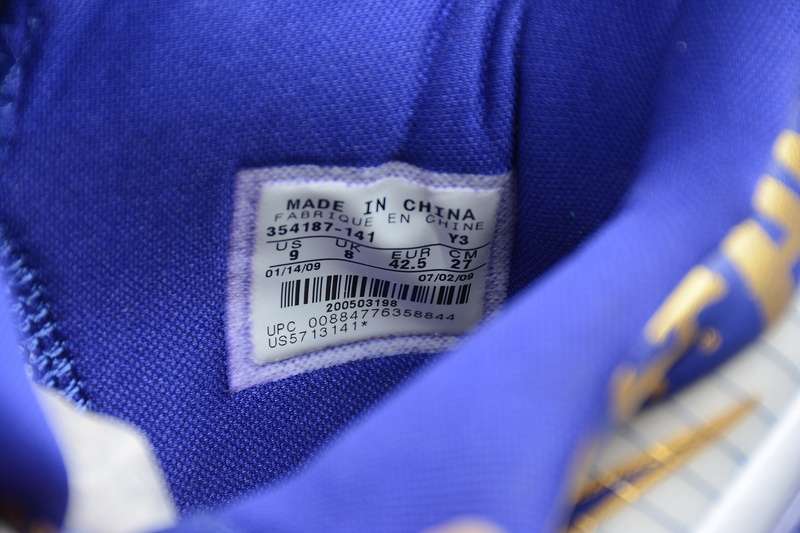 MADE IN CHINA
FABRIQUE EN CHINE
354187-141 Y3
US UK EUR CM
9 8 42.5 27
01/14/09 07/02/09
200503198
UPC 00884776358844
US5713141*